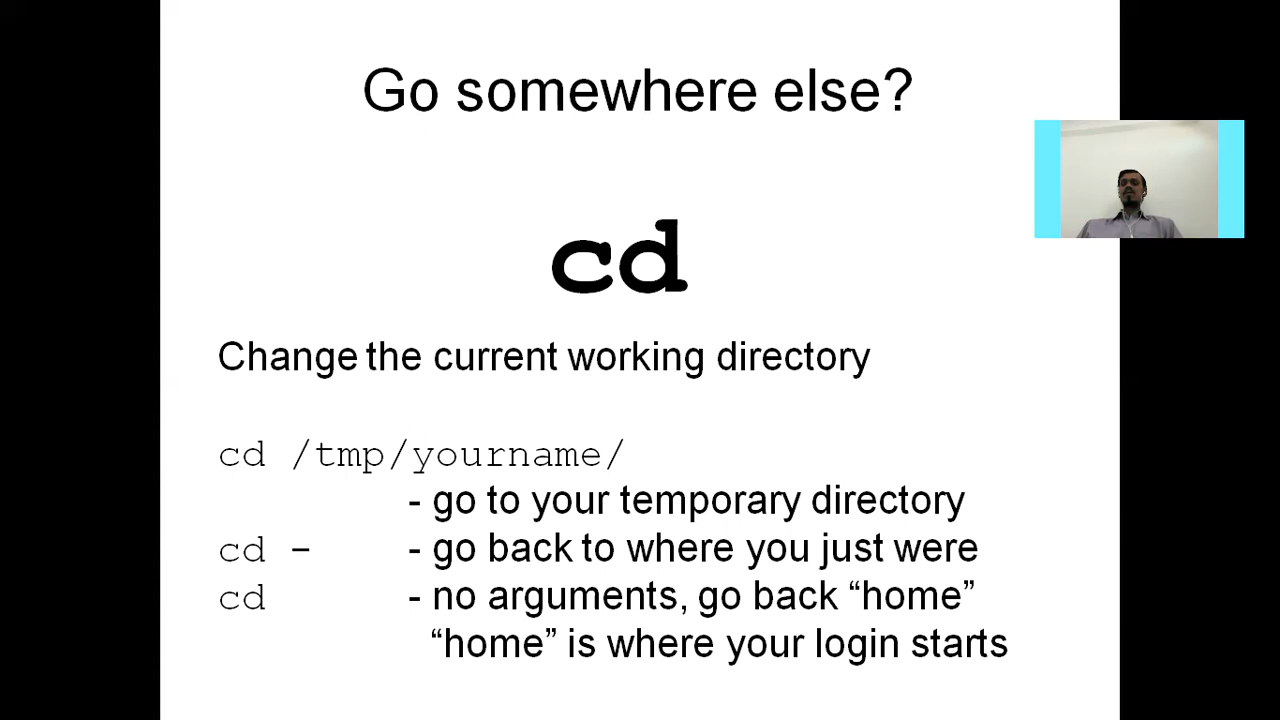 Go somewhere else?
cd
Change the current working directory
cd /tmp/yourname/
- go to your temporary directory
cd - - go back to where you just were
cd - no arguments, go back “home”
“home” is where your login starts